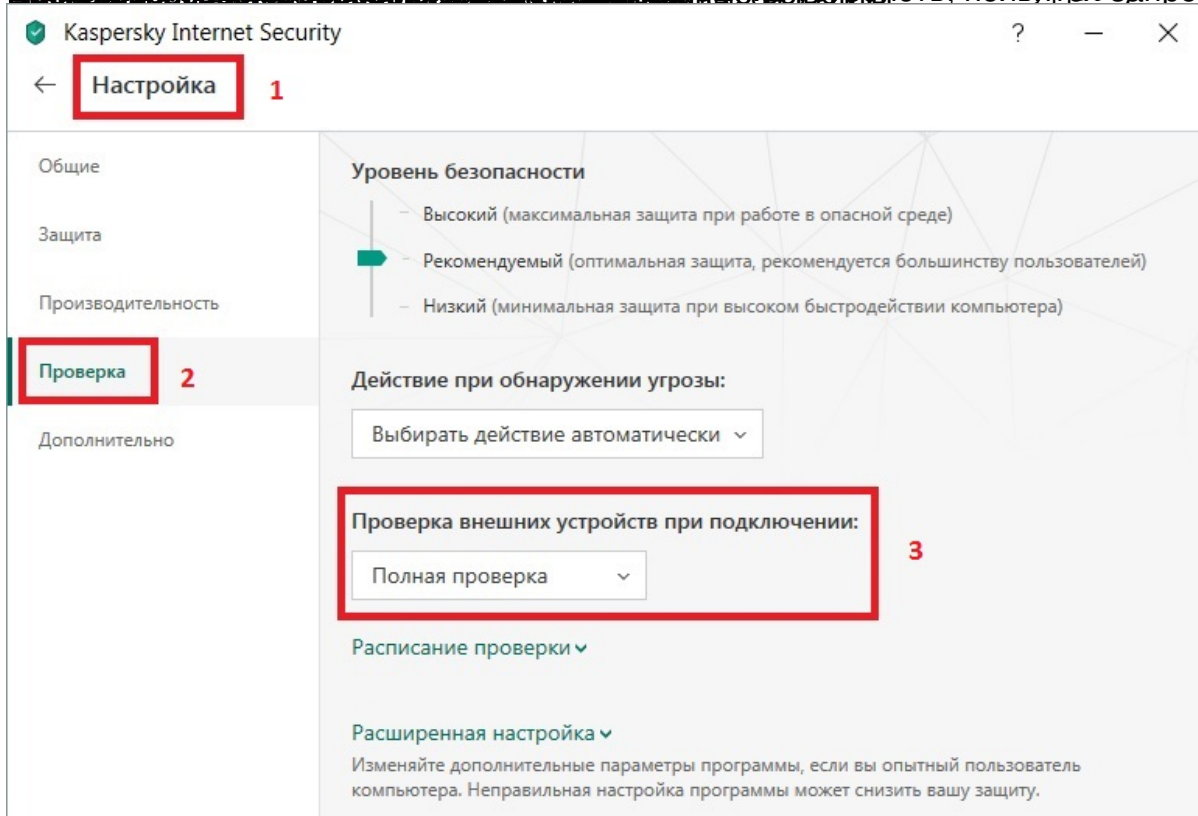 Kaspersky Internet Security ? — ×
← Настройка 1
Общие
Защита
Производительность
Проверка 2
Дополнительно
Уровень безопасности
Высокий (максимальная защита при работе в опасной среде)
Рекомендуемый (оптимальная защита, рекомендуется большинству пользователей)
Низкий (минимальная защита при высоком быстродействии компьютера)
Действие при обнаружении угрозы:
Выбирать действие автоматически
Проверка внешних устройств при подключении:
Полная проверка
3
Расписание проверки
Расширенная настройка
Изменяйте дополнительные параметры программы, если вы опытный пользователь
компьютера. Неправильная настройка программы может снизить вашу защиту.